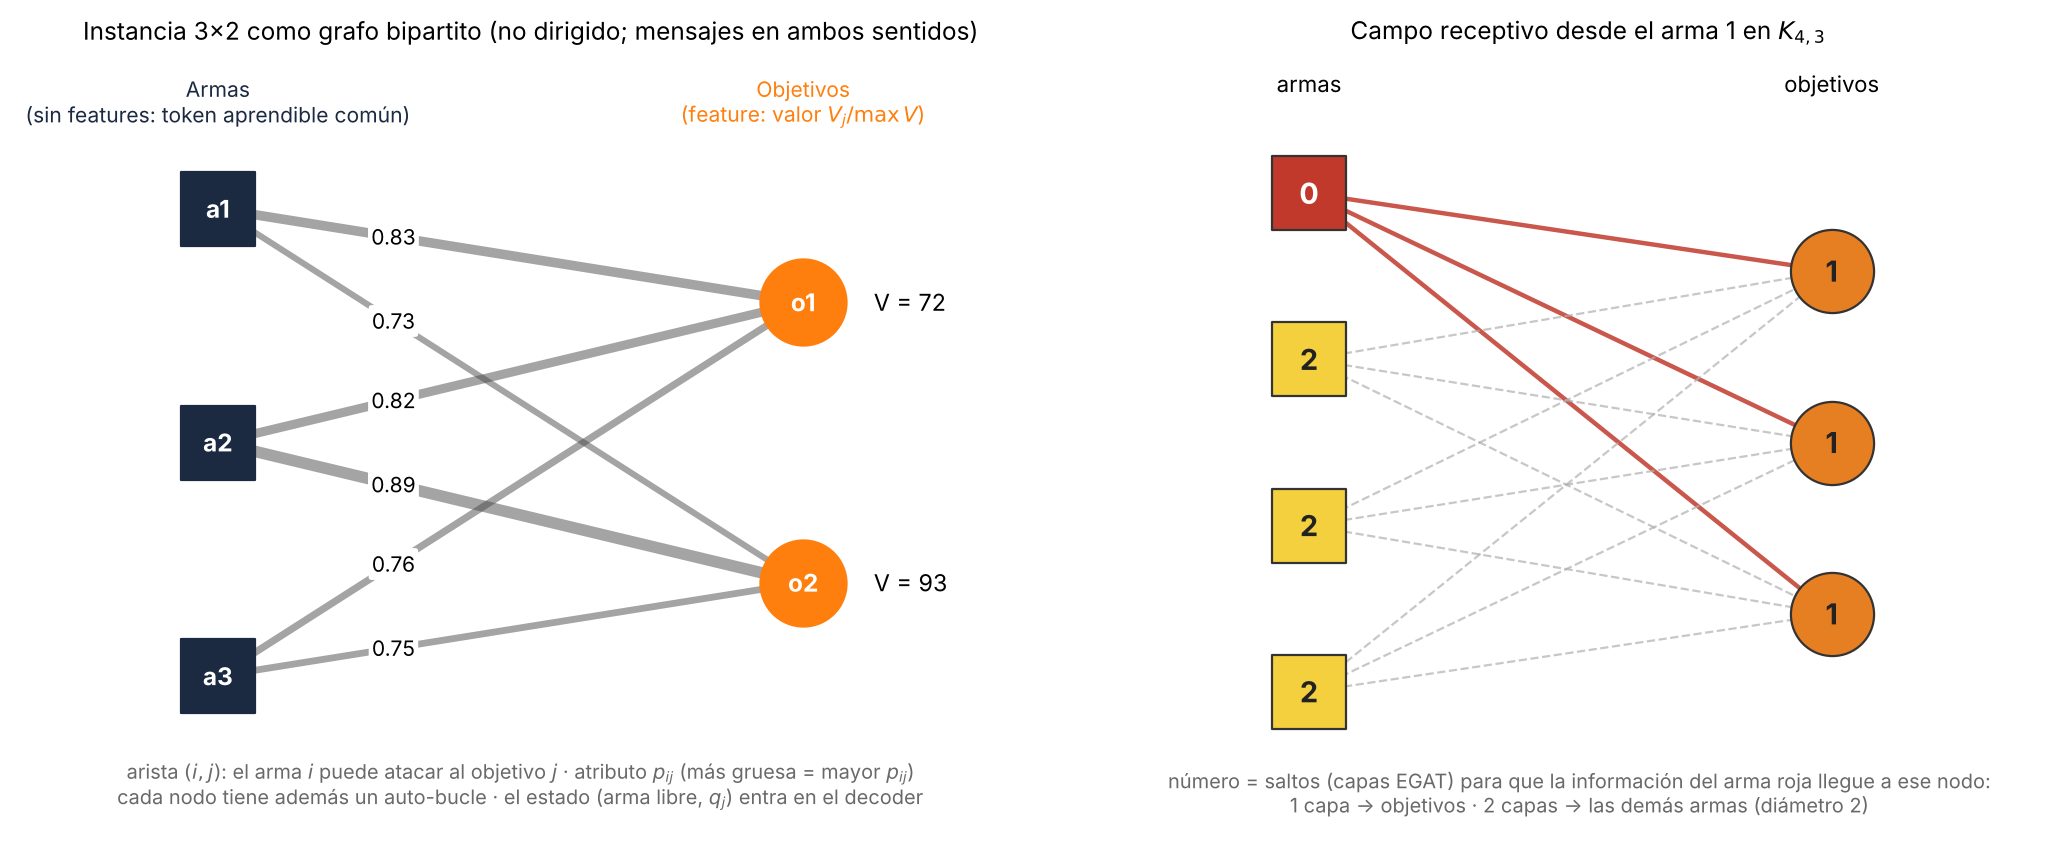 Instancia 3×2 como grafo bipartito (no dirigido; mensajes en ambos sentidos)
Armas
(sin features: token aprendible común)
Objetivos
(feature: valor V_j/max V)
a1
a2
a3
0.83
0.73
0.82
0.89
0.76
0.75
o1
V = 72
o2
V = 93
arista (i, j): el arma i puede atacar al objetivo j · atributo p_ij (más gruesa = mayor p_ij)
cada nodo tiene además un auto-bucle · el estado (arma libre, q_j) entra en el decoder
Campo receptivo desde el arma 1 en K_4,3
armas
objetivos
0
2
2
2
1
1
1
número = saltos (capas EGAT) para que la información del arma roja llegue a ese nodo:
1 capa → objetivos · 2 capas → las demás armas (diámetro 2)